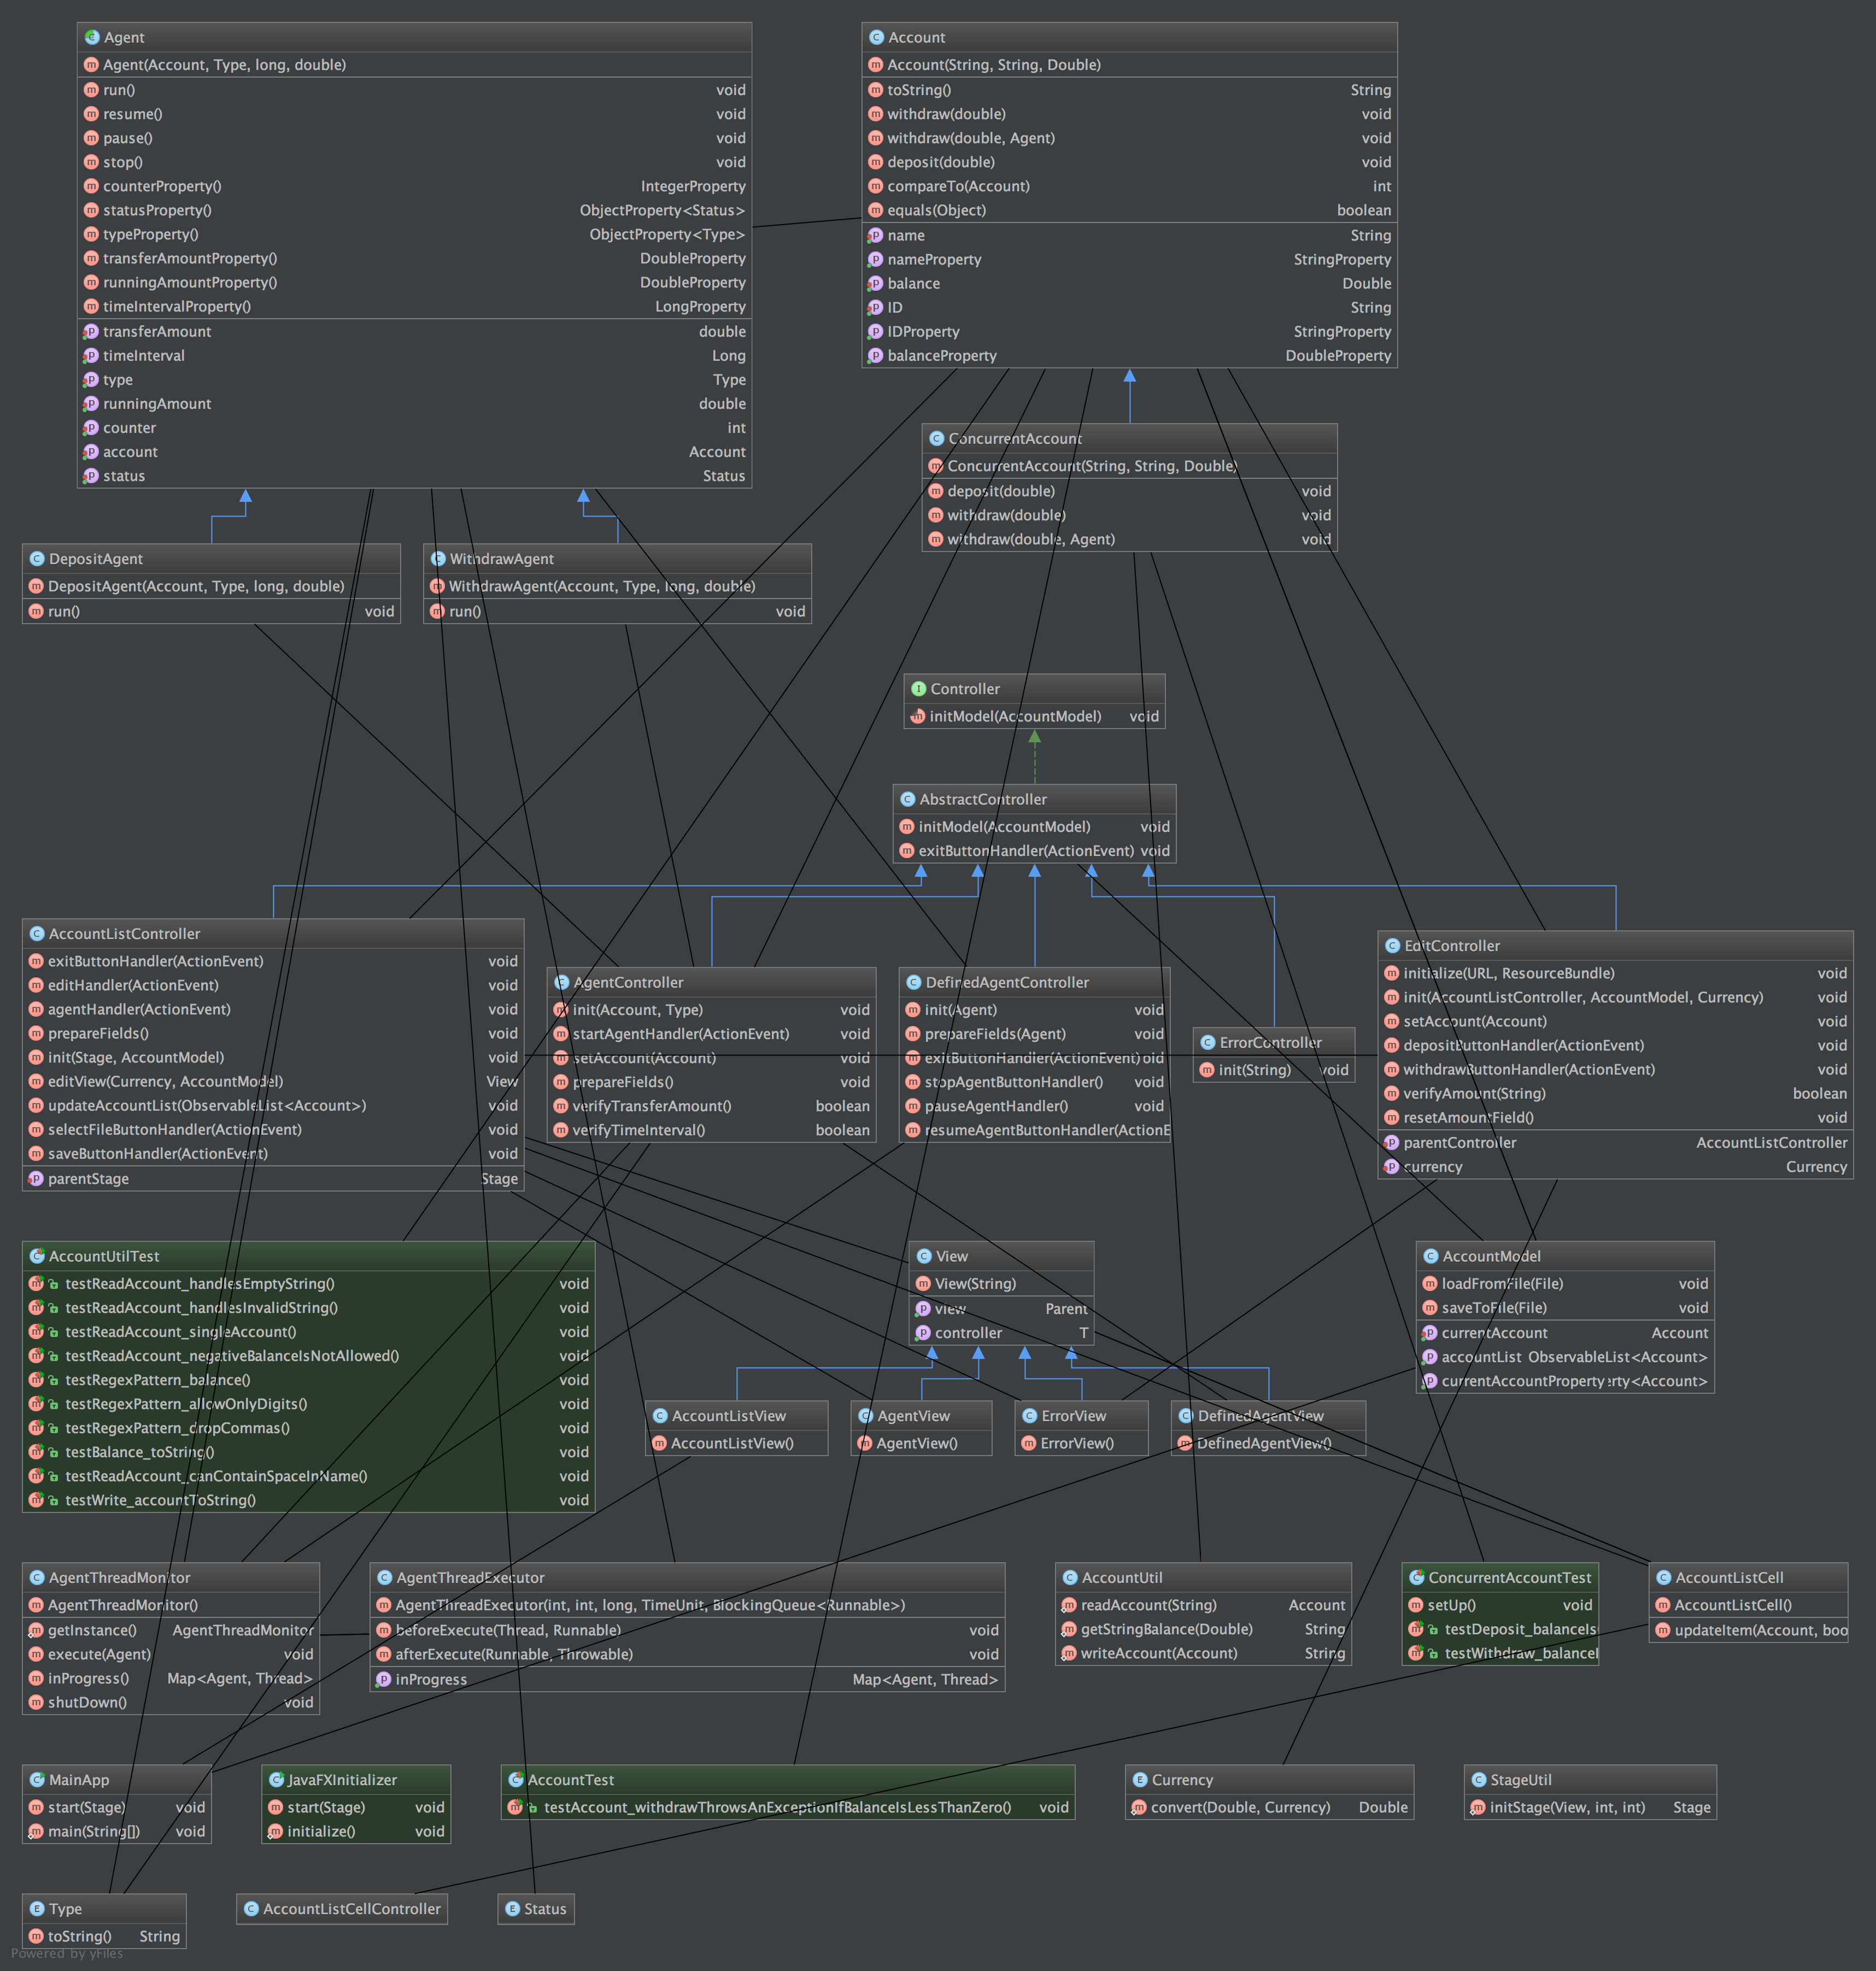 Agent
Agent(Account, Type, long, double)
run() void
resume() void
pause() void
stop() void
counterProperty() IntegerProperty
statusProperty() ObjectProperty<Status>
typeProperty() ObjectProperty<Type>
transferAmountProperty() DoubleProperty
runningAmountProperty() DoubleProperty
timeIntervalProperty() LongProperty
transferAmount double
timeInterval Long
type Type
runningAmount double
counter int
account Account
status Status
Account
Account(String, String, Double)
toString() String
withdraw(double) void
withdraw(double, Agent) void
deposit(double) void
compareTo(Account) int
equals(Object) boolean
name String
nameProperty StringProperty
balance Double
ID String
IDProperty StringProperty
balanceProperty DoubleProperty
ConcurrentAccount
ConcurrentAccount(String, String, Double)
deposit(double) void
withdraw(double) void
withdraw(double, Agent) void
DepositAgent
DepositAgent(Account, Type, long, double)
run() void
WithdrawAgent
WithdrawAgent(Account, Type, long, double)
run() void
Controller
initModel(AccountModel) void
AbstractController
initModel(AccountModel) void
exitButtonHandler(ActionEvent) void
AccountListController
exitButtonHandler(ActionEvent) void
editHandler(ActionEvent) void
agentHandler(ActionEvent) void
prepareFields() void
init(Stage, AccountModel) void
editView(Currency, AccountModel) View
updateAccountList(ObservableList<Account>) void
selectFileButtonHandler(ActionEvent) void
saveButtonHandler(ActionEvent) void
parentStage Stage
AgentController
init(Account, Type) void
startAgentHandler(ActionEvent) void
setAccount(Account) void
prepareFields() void
verifyTransferAmount() boolean
verifyTimeInterval() boolean
DefinedAgentController
init(Agent) void
prepareFields(Agent) void
exitButtonHandler(ActionEvent) oid
stopAgentButtonHandler() void
pauseAgentHandler() void
resumeAgentButtonHandler(ActionE
ErrorController
init(String) void
EditController
initialize(URL, ResourceBundle) void
init(AccountListController, AccountModel, Currency) void
setAccount(Account) void
depositButtonHandler(ActionEvent) void
withdrawButtonHandler(ActionEvent) void
verifyAmount(String) boolean
resetAmountField() void
parentController AccountListController
currency Currency
AccountUtilTest
testReadAccount_handlesEmptyString() void
testReadAccount_handlesInvalidString() void
testReadAccount_singleAccount() void
testReadAccount_negativeBalanceIsNotAllowed() void
testRegexPattern_balance() void
testRegexPattern_allowOnlyDigits() void
testRegexPattern_dropCommas() void
testBalance_toString() void
testReadAccount_canContainSpaceInName() void
testWrite_accountToString() void
View
View(String)
view Parent
controller T
AccountModel
loadFromFile(File) void
saveToFile(File) void
currentAccount Account
accountList ObservableList<Account>
currentAccountProperty :rty<Account>
AccountListView
AccountListView()
AgentView
AgentView()
ErrorView
ErrorView()
DefinedAgentView
DefinedAgentView()
AgentThreadMonitor
AgentThreadMonitor()
getInstance() AgentThreadMonitor
execute(Agent) void
inProgress() Map<Agent, Thread>
shutDown() void
AgentThreadExecutor
AgentThreadExecutor(int, int, long, TimeUnit, BlockingQueue<Runnable>)
beforeExecute(Thread, Runnable) void
afterExecute(Runnable, Throwable) void
inProgress Map<Agent, Thread>
AccountUtil
readAccount(String) Account
getStringBalance(Double) String
writeAccount(Account) String
ConcurrentAccountTest
setUp() void
testDeposit_balanceIs
testWithdraw_balanceI
AccountListCell
AccountListCell()
updateItem(Account, boo
MainApp
start(Stage) void
main(String[]) void
JavaFXInitializer
start(Stage) void
initialize() void
AccountTest
testAccount_withdrawThrowsAnExceptionIfBalanceIsLessThanZero() void
Currency
convert(Double, Currency) Double
StageUtil
initStage(View, int, int) Stage
Type
toString() String
AccountListCellController
Status
Powered by yFiles